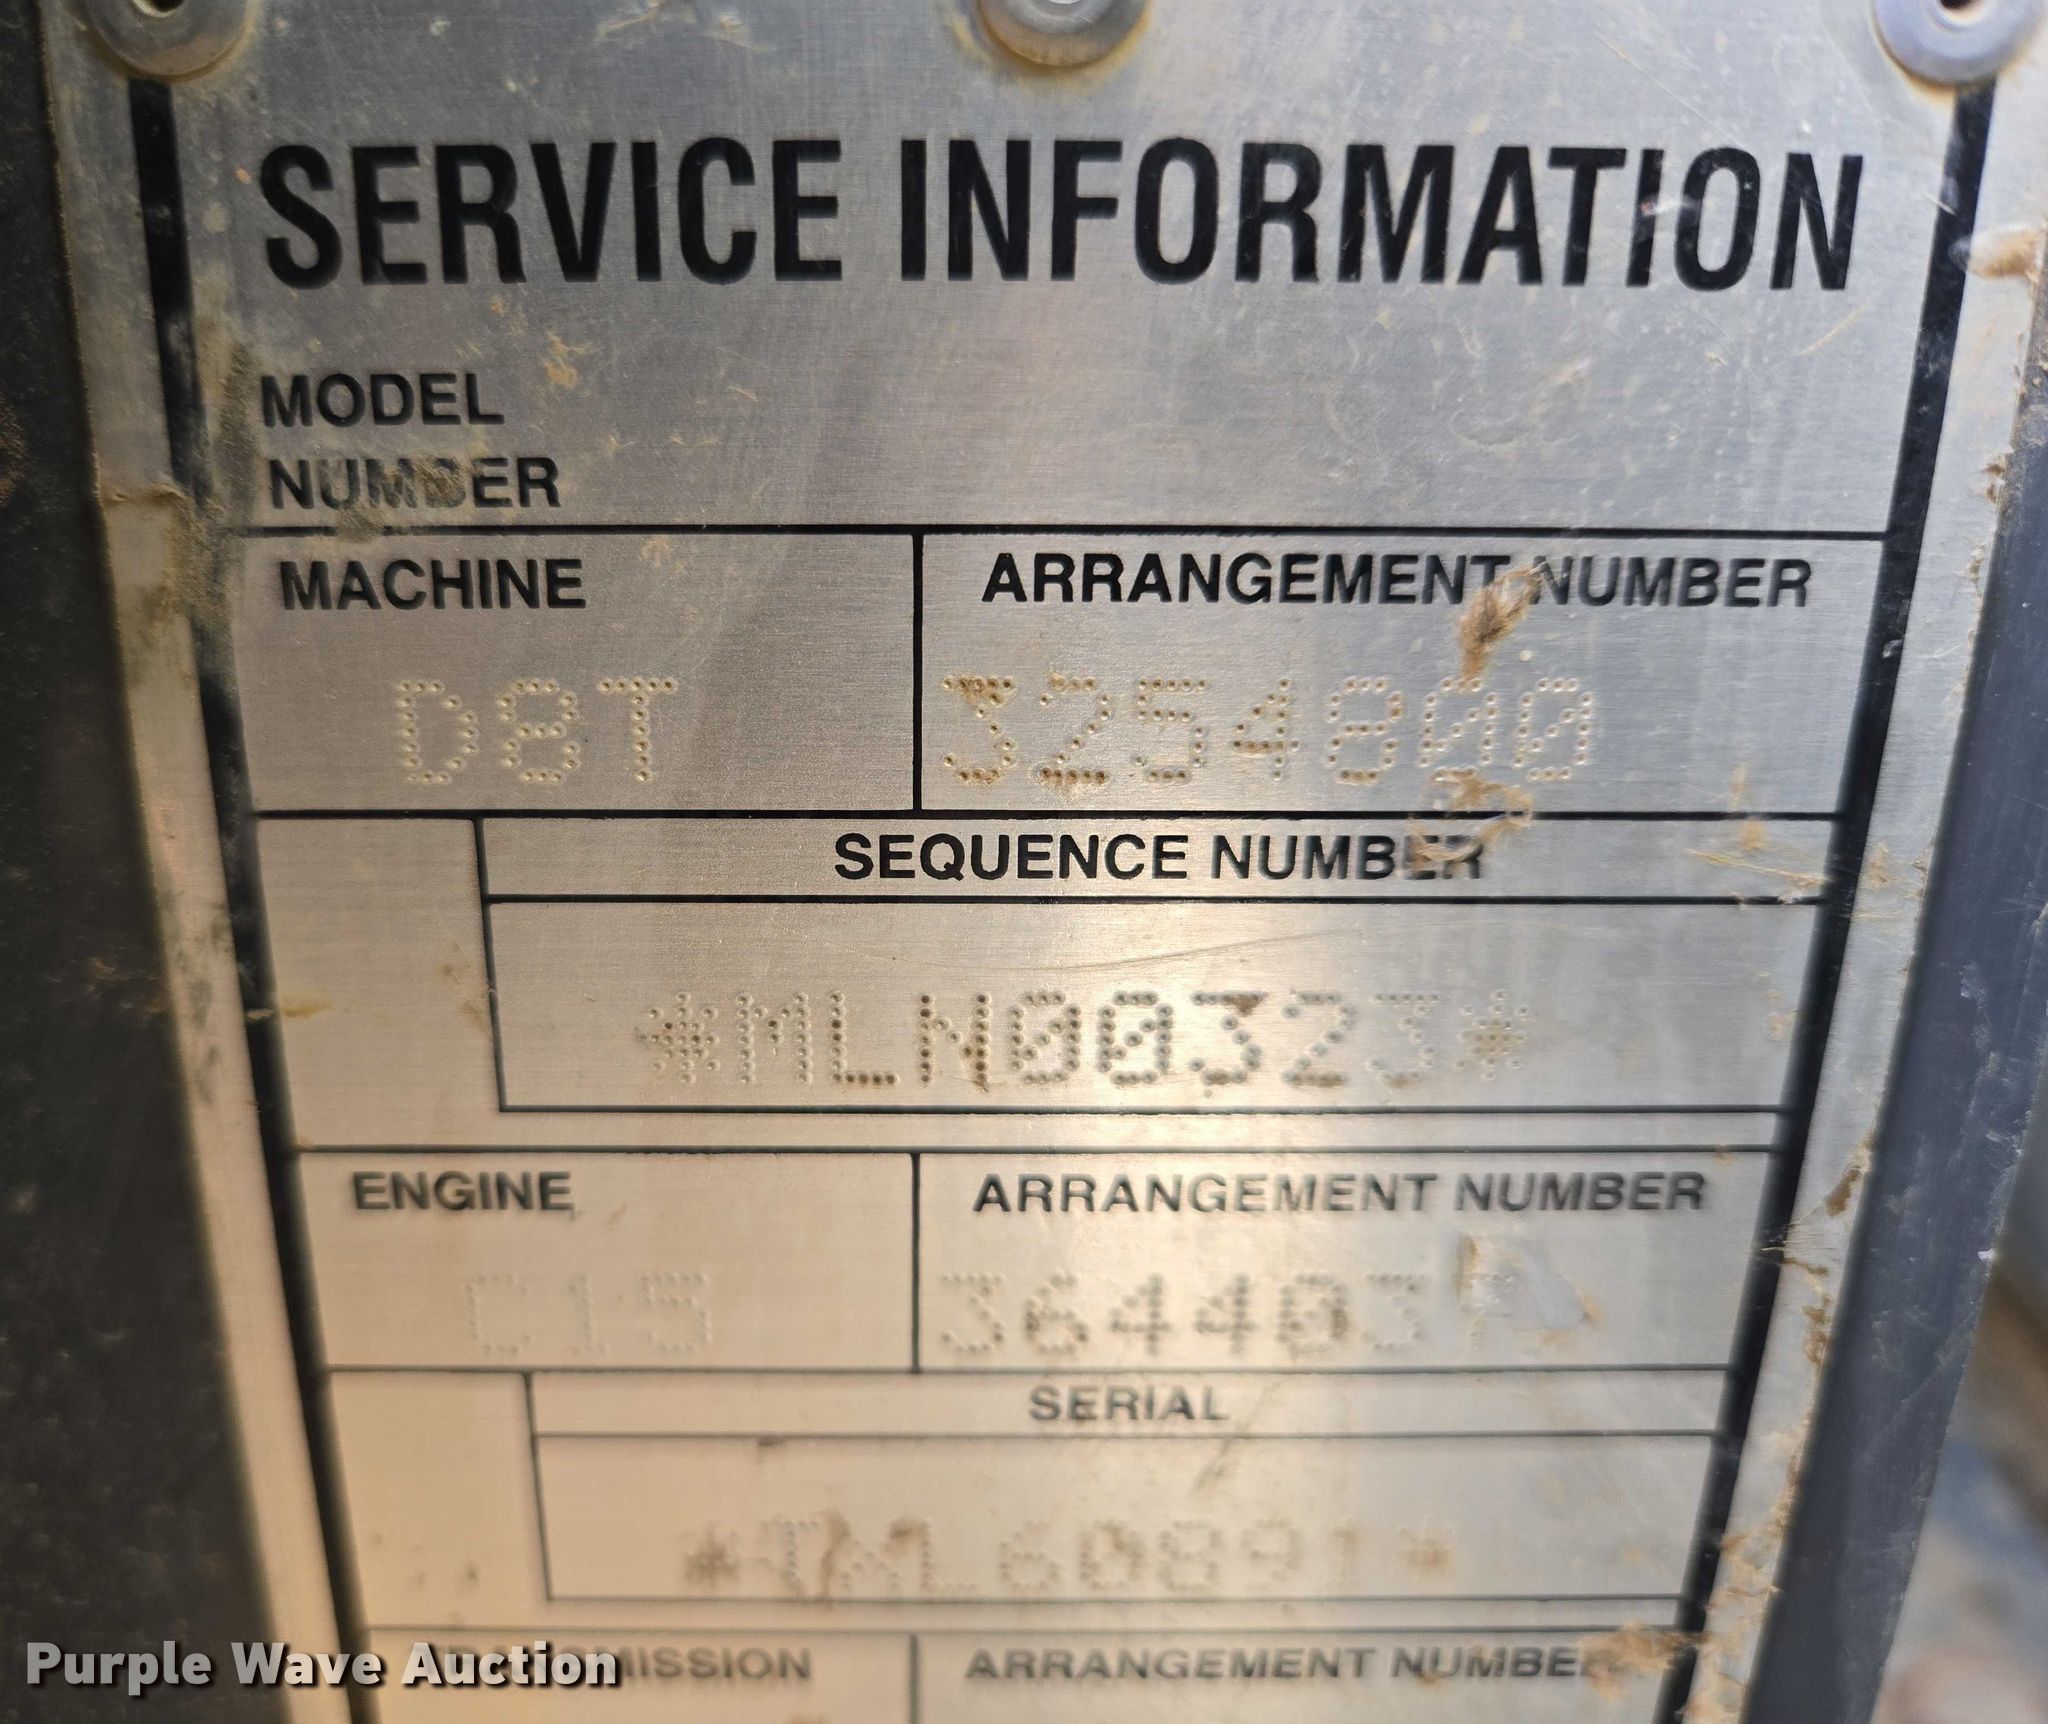 SERVICE INFORMATION
MODEL
NUMBER
MACHINE ARRANGEMENT NUMBER
D8T 3254800
SEQUENCE NUMBER
*MLN00323*
ENGINE ARRANGEMENT NUMBER
C15
SERIAL
ARRANGEMENT NUMBER
Purple Wave Auction